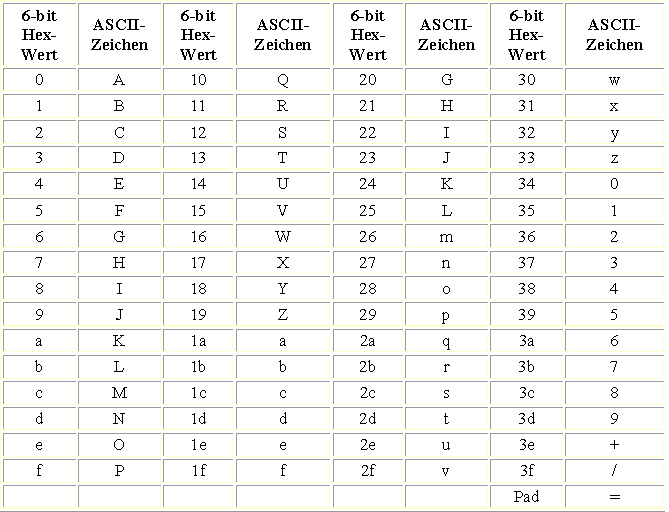 6-bit Hex-Wert ASCII-Zeichen 6-bit Hex-Wert ASCII-Zeichen 6-bit Hex-Wert ASCII-Zeichen 6-bit Hex-Wert ASCII-Zeichen
0 A 10 Q 20 G 30 w
1 B 11 R 21 H 31 x
2 C 12 S 22 I 32 y
3 D 13 T 23 J 33 z
4 E 14 U 24 K 34 0
5 F 15 V 25 L 35 1
6 G 16 W 26 m 36 2
7 H 17 X 27 n 37 3
8 I 18 Y 28 o 38 4
9 J 19 Z 29 p 39 5
a K 1a a 2a q 3a 6
b L 1b b 2b r 3b 7
c M 1c c 2c s 3c 8
d N 1d d 2d t 3d 9
e O 1e e 2e u 3e +
f P 1f f 2f v 3f /
Pad =